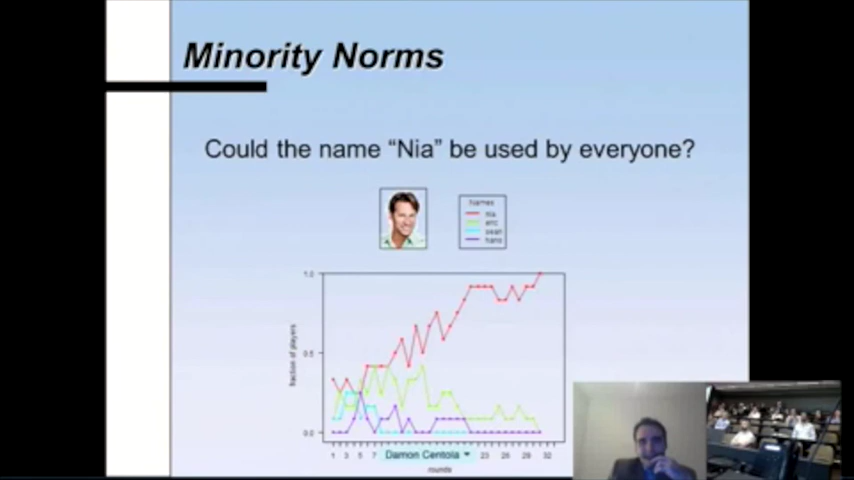 Minority Norms
Could the name “Nia” be used by everyone?
Names
nia
eric
sean
hans
1.0
0.5
0.0
fraction of players
1 3 5 7 23 25 29 32
Damon Centola
rounds